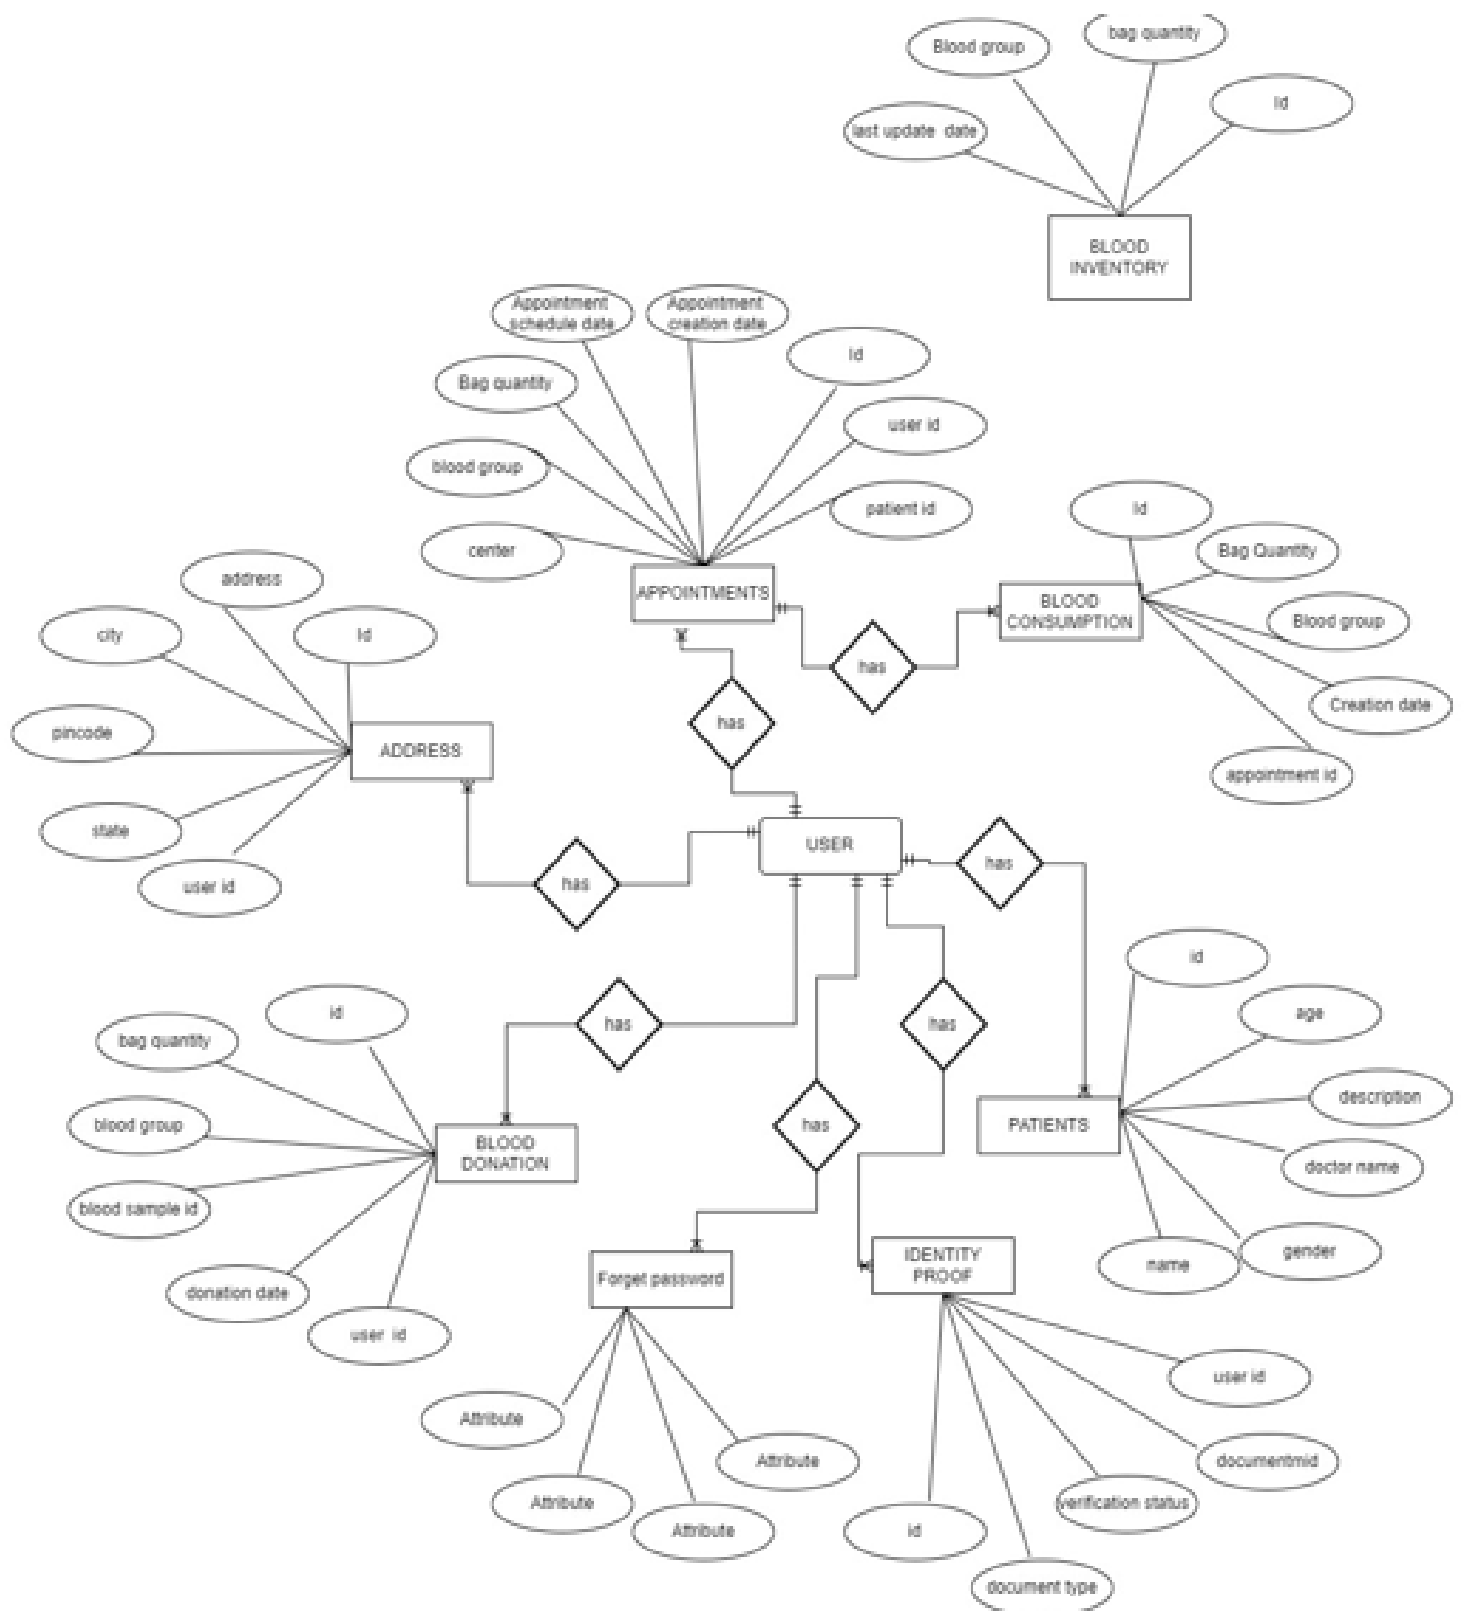 bag quantity
Blood group
Id
last update date
BLOOD
INVENTORY
Appointment
schedule date
Appointment
creation date
Id
Bag quantity
user id
blood group
patient id
center
APPOINTMENTS
Id
Bag Quantity
BLOOD
CONSUMPTION
Blood group
Creation date
appointment id
has
has
address
city
Id
pincode
ADDRESS
state
user id
has
USER
has
id
bag quantity
blood group
blood sample id
donation date
user id
BLOOD
DONATION
has
has
has
id
age
description
PATIENTS
doctor name
gender
name
Forget password
Attribute
Attribute
Attribute
Attribute
IDENTITY
PROOF
user id
documentmid
verification status
id
document type